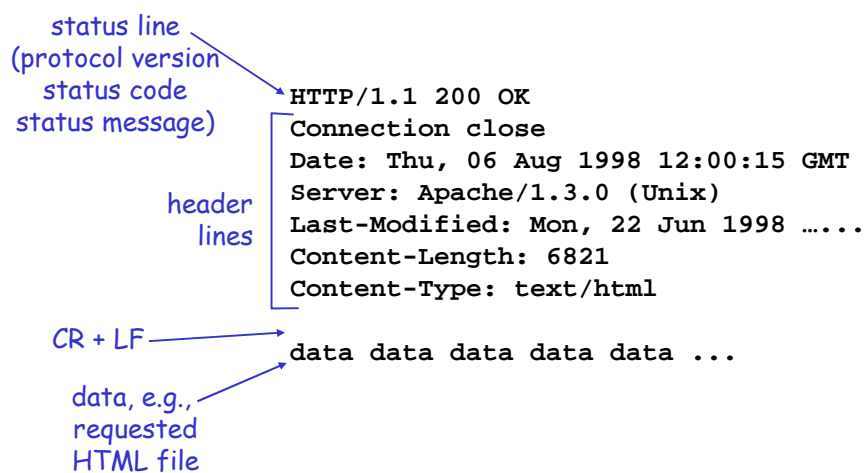 status line
(protocol version
status code
status message)
HTTP/1.1 200 OK
Connection close
Date: Thu, 06 Aug 1998 12:00:15 GMT
Server: Apache/1.3.0 (Unix)
Last-Modified: Mon, 22 Jun 1998 …...
Content-Length: 6821
Content-Type: text/html
header
lines
CR + LF
data data data data data ...
data, e.g.,
requested
HTML file